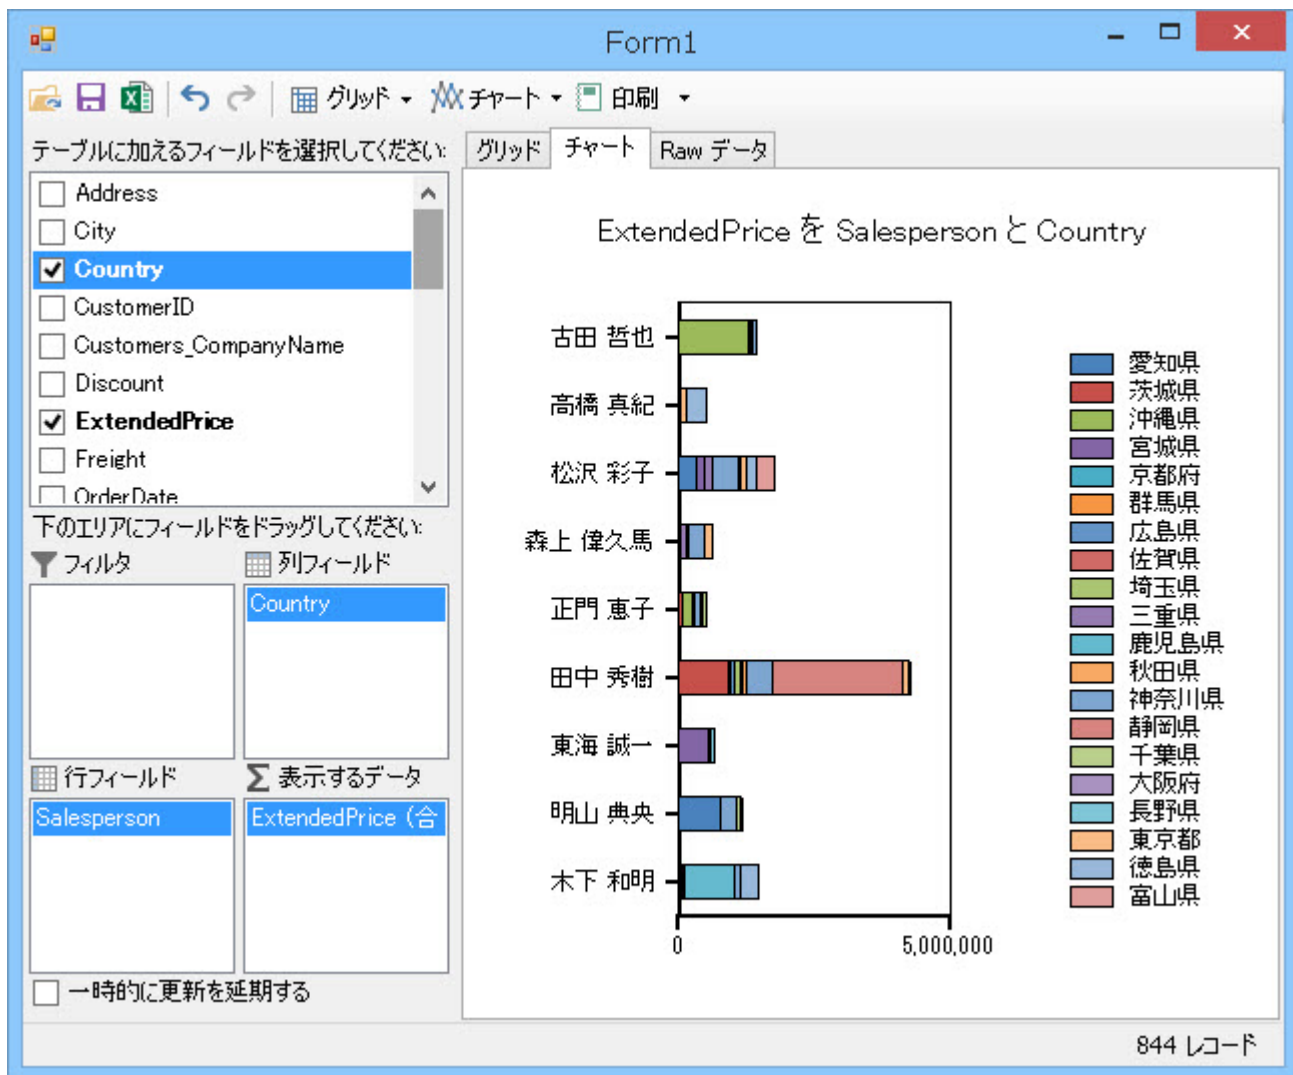 Form1
グリッド チャート 印刷
テーブルに加えるフィールドを選択してください:
Address
City
Country
CustomerID
Customers_CompanyName
Discount
ExtendedPrice
Freight
OrderDate
下のエリアにフィールドをドラッグしてください:
フィルタ 列フィールド
Country
行フィールド 表示するデータ
Salesperson ExtendedPrice (合
一時的に更新を延期する
グリッド チャート Raw データ
ExtendedPrice を Salesperson と Country
古田 哲也
高橋 真紀
松沢 彩子
森上 偉久馬
正門 恵子
田中 秀樹
東海 誠一
明山 典央
木下 和明
0 5,000,000
愛知県
茨城県
沖縄県
宮城県
京都府
群馬県
広島県
佐賀県
埼玉県
三重県
鹿児島県
秋田県
神奈川県
静岡県
千葉県
大阪府
長野県
東京都
徳島県
富山県
844 レコード